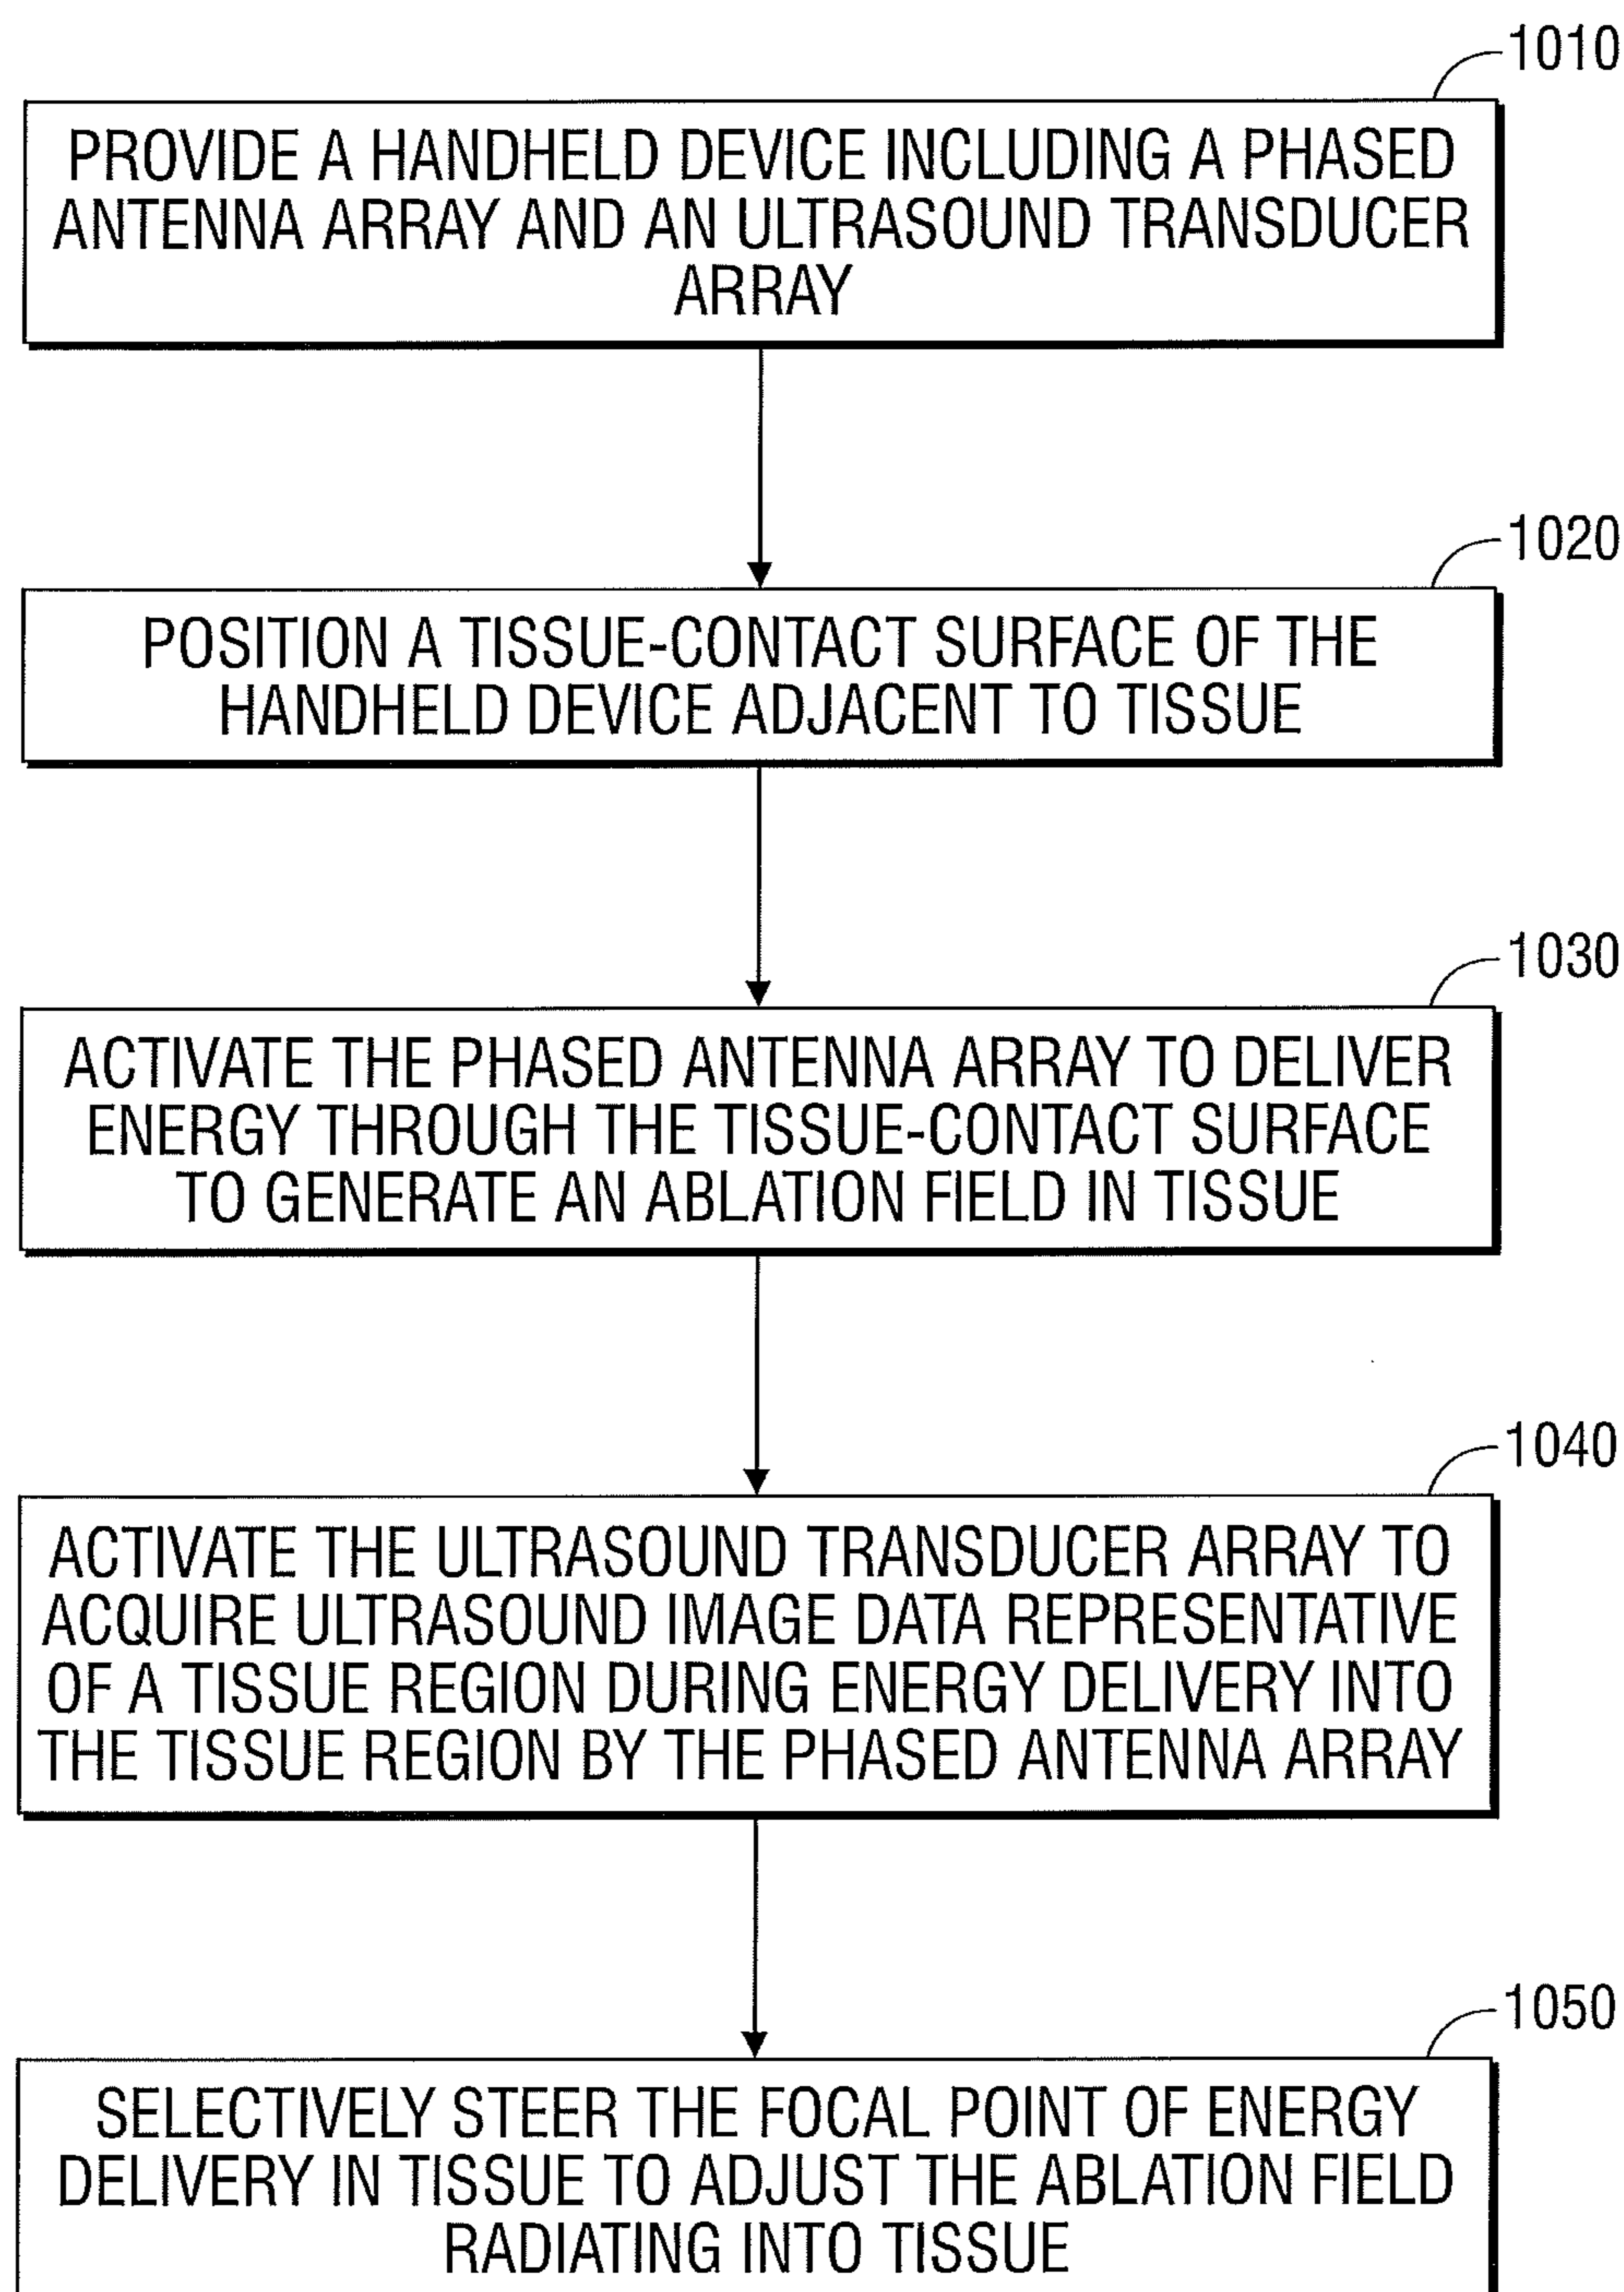 1010
PROVIDE A HANDHELD DEVICE INCLUDING A PHASED
ANTENNA ARRAY AND AN ULTRASOUND TRANSDUCER
ARRAY
1020
POSITION A TISSUE-CONTACT SURFACE OF THE
HANDHELD DEVICE ADJACENT TO TISSUE
1030
ACTIVATE THE PHASED ANTENNA ARRAY TO DELIVER
ENERGY THROUGH THE TISSUE-CONTACT SURFACE
TO GENERATE AN ABLATION FIELD IN TISSUE
1040
ACTIVATE THE ULTRASOUND TRANSDUCER ARRAY TO
ACQUIRE ULTRASOUND IMAGE DATA REPRESENTATIVE
OF A TISSUE REGION DURING ENERGY DELIVERY INTO
THE TISSUE REGION BY THE PHASED ANTENNA ARRAY
1050
SELECTIVELY STEER THE FOCAL POINT OF ENERGY
DELIVERY IN TISSUE TO ADJUST THE ABLATION FIELD
RADIATING INTO TISSUE